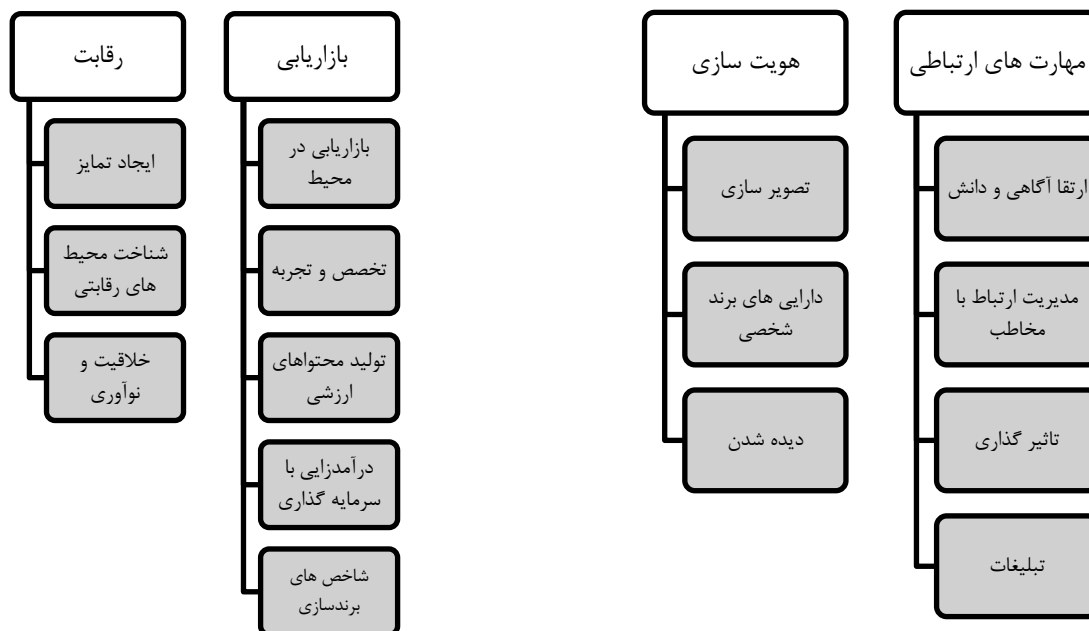 مهارت های ارتباطی
ارتقا آگاهی و دانش
مدیریت ارتباط با
مخاطب
تاثیر گذاری
تبلیغات
هویت سازی
تصویر سازی
دارایی های برند
شخصی
دیده شدن
بازاریابی
بازاریابی در
محیط
تخصص و تجربه
تولید محتواهای
ارزشی
درآمدزایی با
سرمایه گذاری
شاخص های
برندسازی
رقابت
ایجاد تمایز
شناخت محیط
های رقابتی
خلاقیت و
نوآوری